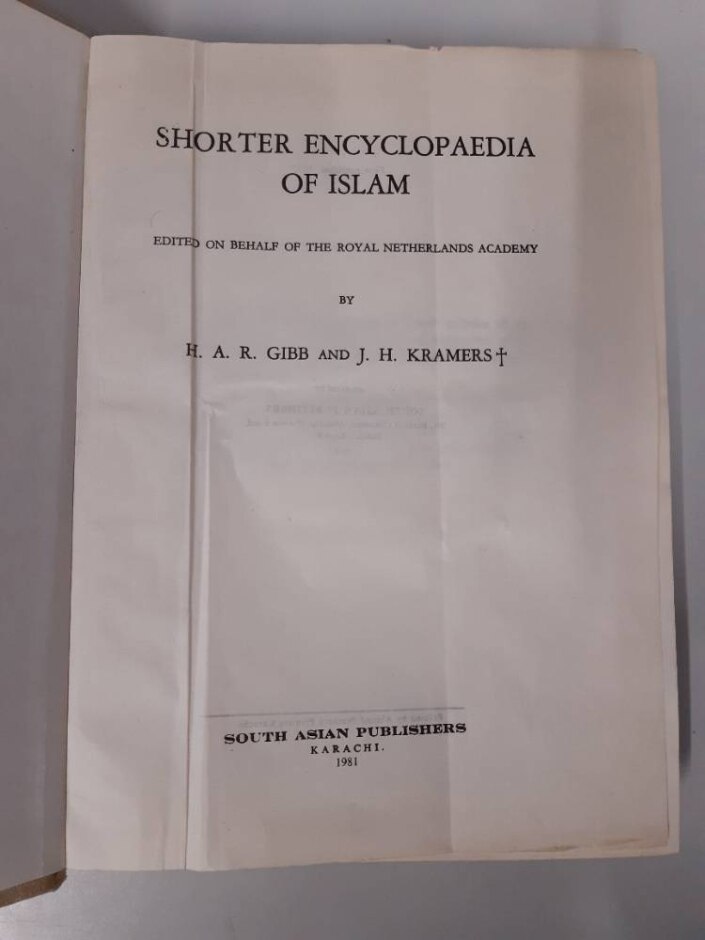 SHORTER ENCYCLOPAEDIA
OF ISLAM
EDITED ON BEHALF OF THE ROYAL NETHERLANDS ACADEMY
BY
H. A. R. GIBB AND J. H. KRAMERS†
SOUTH ASIAN PUBLISHERS
KARACHI.
1981